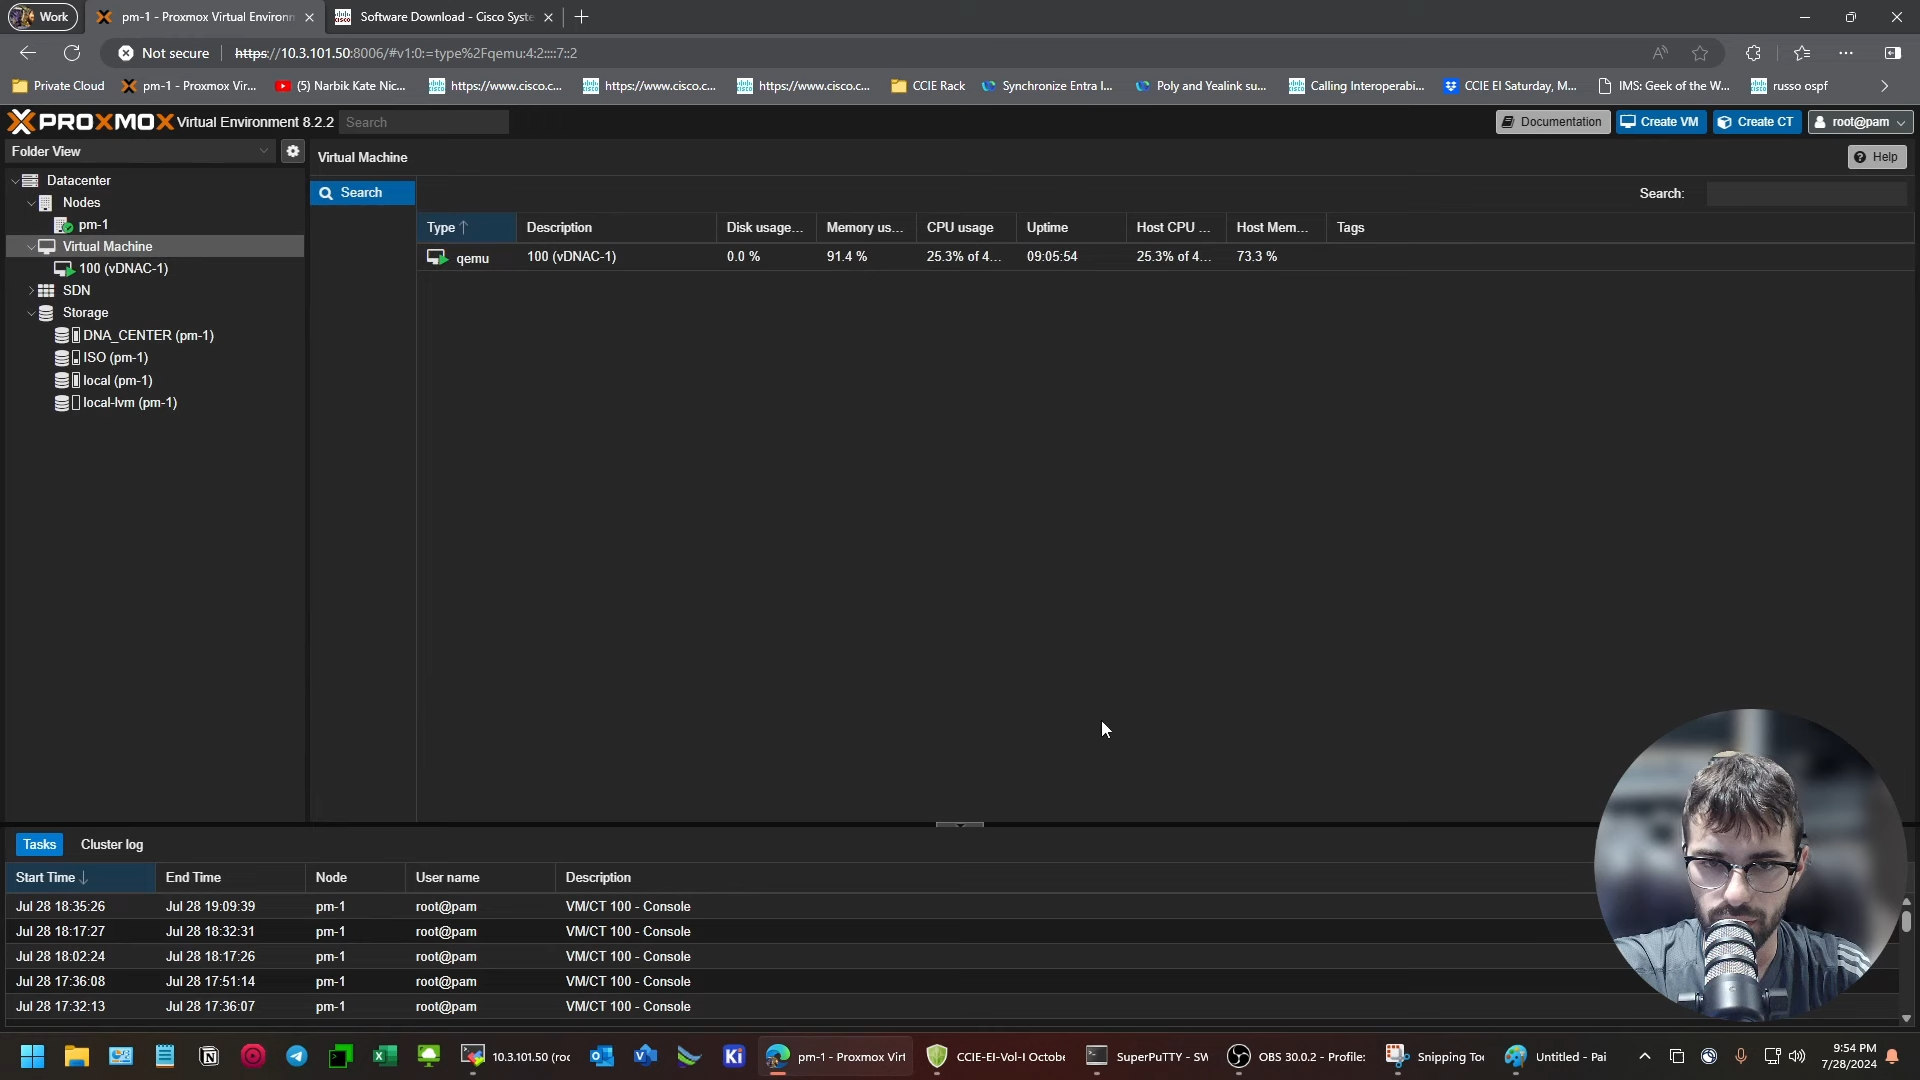 Work
pm-1 - Proxmox Virtual Environm
Software Download - Cisco Syste
Not secure
https://10.3.101.50:8006/#v1:0:=type%2Fqemu:4:2::::7::2
Private Cloud
pm-1 - Proxmox Vir...
(5) Narbik Kate Nic...
https://www.cisco.c...
https://www.cisco.c...
https://www.cisco.c...
CCIE Rack
Synchronize Entra I...
Poly and Yealink su...
Calling Interoperabi...
CCIE EI Saturday, M...
IMS: Geek of the W...
russo ospf
PROXMOX Virtual Environment 8.2.2
Search
Documentation
Create VM
Create CT
root@pam
Folder View
Virtual Machine
Help
Datacenter
Nodes
pm-1
Virtual Machine
100 (vDNAC-1)
SDN
Storage
DNA_CENTER (pm-1)
ISO (pm-1)
local (pm-1)
local-lvm (pm-1)
Search
Search:
Type Description Disk usage... Memory us... CPU usage Uptime Host CPU ... Host Mem... Tags
qemu 100 (vDNAC-1) 0.0 % 91.4 % 25.3% of 4... 09:05:54 25.3% of 4... 73.3 %
Tasks Cluster log
Start Time End Time Node User name Description
Jul 28 18:35:26 Jul 28 19:09:39 pm-1 root@pam VM/CT 100 - Console
Jul 28 18:17:27 Jul 28 18:32:31 pm-1 root@pam VM/CT 100 - Console
Jul 28 18:02:24 Jul 28 18:17:26 pm-1 root@pam VM/CT 100 - Console
Jul 28 17:36:08 Jul 28 17:51:14 pm-1 root@pam VM/CT 100 - Console
Jul 28 17:32:13 Jul 28 17:36:07 pm-1 root@pam VM/CT 100 - Console
10.3.101.50 (roo
Ki
pm-1 - Proxmox Virt
CCIE-EI-Vol-I Octobe
SuperPuTTY - SW
OBS 30.0.2 - Profile:
Snipping To
Untitled - Pai
9:54 PM
7/28/2024